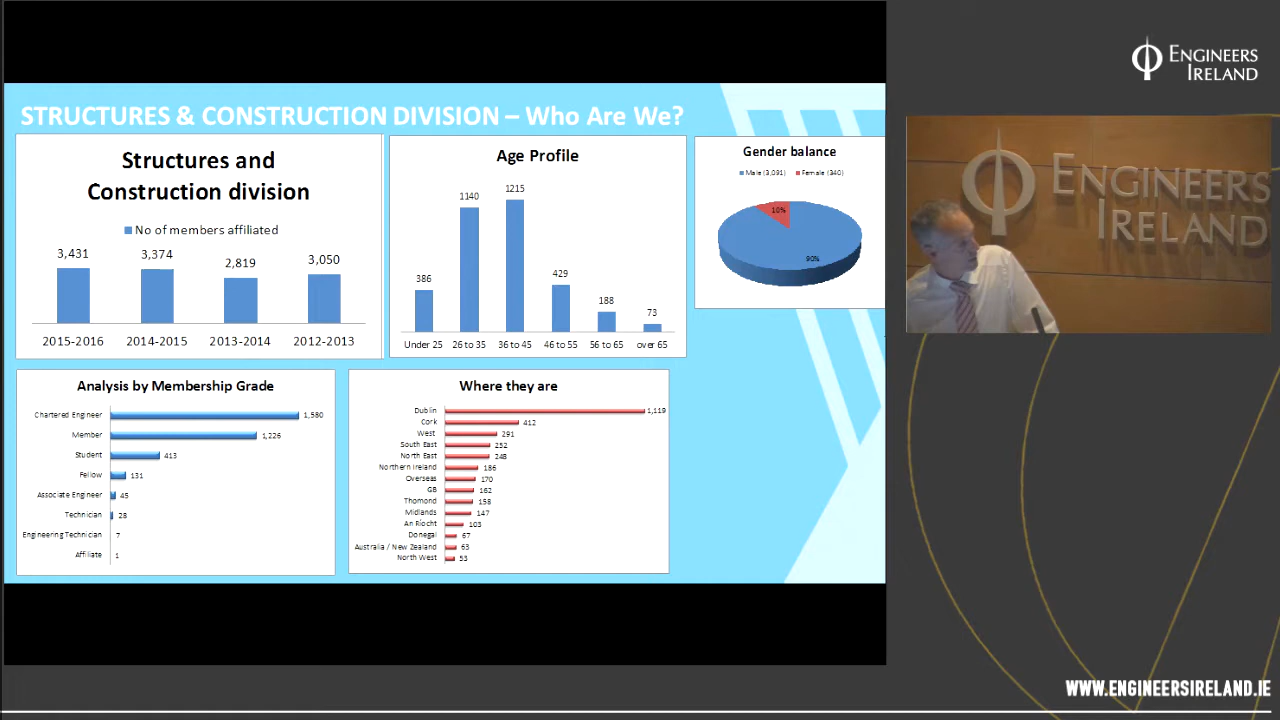 STRUCTURES & CONSTRUCTION DIVISION – Who Are We?
Structures and
Construction division
No of members affiliated
3,431
3,374
2,819
3,050
2015-2016
2014-2015
2013-2014
2012-2013
Age Profile
386
1140
1215
429
188
73
Under 25
26 to 35
36 to 45
46 to 55
56 to 65
over 65
Gender balance
Male (3,091) Female (340)
10%
90%
Analysis by Membership Grade
Chartered Engineer 1,580
Member 1,226
Student 413
Fellow 131
Associate Engineer 45
Technician 28
Engineering Technician 7
Affiliate 1
Where they are
Dublin 1,119
Cork 412
West 291
South East 252
North East 248
Northern Ireland 186
Overseas 170
GB 162
Thomond 158
Midlands 147
An Ríocht 103
Donegal 67
Australia / New Zealand 63
North West 53
ENGINEERS
IRELAND
ENGINEERS
IRELAND
WWW.ENGINEERSIRELAND.IE